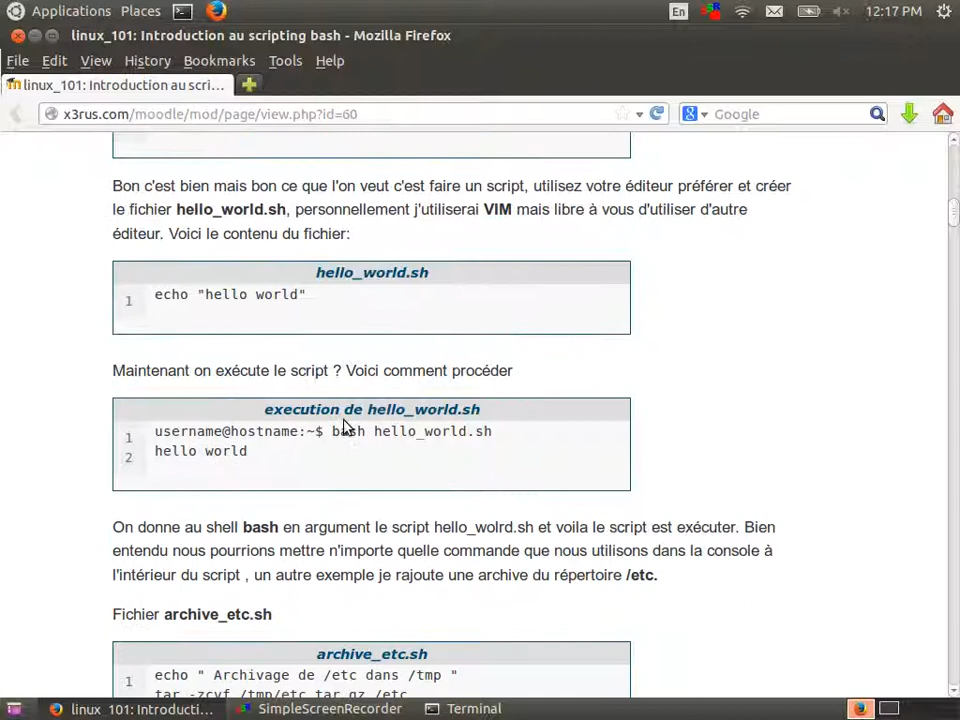 Applications Places En 12:17 PM
linux_101: Introduction au scripting bash - Mozilla Firefox
File Edit View History Bookmarks Tools Help
linux_101: Introduction au scri...
x3rus.com/moodle/mod/page/view.php?id=60 Google
Bon c'est bien mais bon ce que l'on veut c'est faire un script, utilisez votre éditeur préférer et créer
le fichier hello_world.sh, personnellement j'utiliserai VIM mais libre à vous d'utiliser d'autre
éditeur. Voici le contenu du fichier:
hello_world.sh
1 echo "hello world"
Maintenant on exécute le script ? Voici comment procéder
execution de hello_world.sh
1 username@hostname:~$ bash hello_world.sh
2 hello world
On donne au shell bash en argument le script hello_wolrd.sh et voila le script est exécuter. Bien
entendu nous pourrions mettre n'importe quelle commande que nous utilisons dans la console à
l'intérieur du script , un autre exemple je rajoute une archive du répertoire /etc.
Fichier archive_etc.sh
archive_etc.sh
1 echo " Archivage de /etc dans /tmp "
tar -zcvf /tmp/etc.tar.gz /etc
linux_101: Introducti... SimpleScreenRecorder Terminal